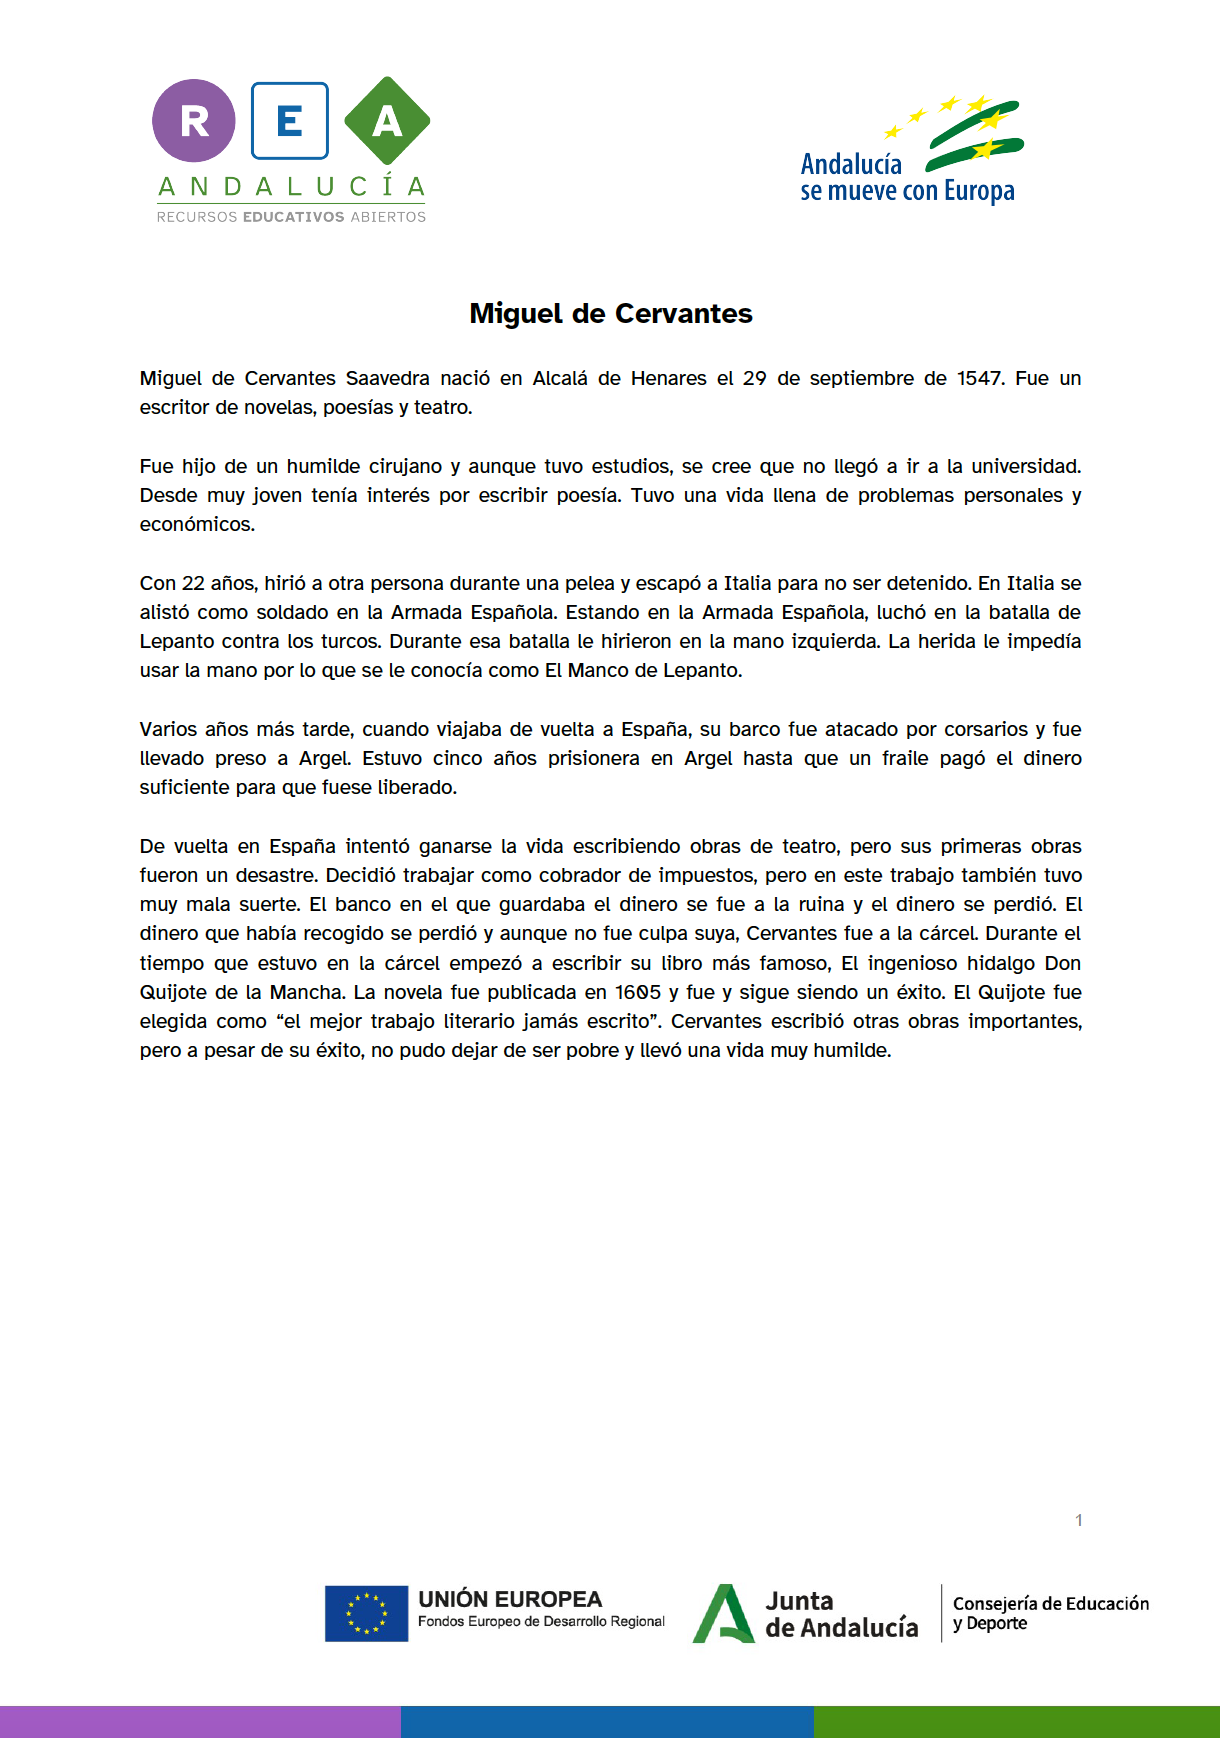 R E A
ANDALUCÍA
RECURSOS EDUCATIVOS ABIERTOS
Andalucía
se mueve con Europa
Miguel de Cervantes
Miguel de Cervantes Saavedra nació en Alcalá de Henares el 29 de septiembre de 1547. Fue un
escritor de novelas, poesías y teatro.
Fue hijo de un humilde cirujano y aunque tuvo estudios, se cree que no llegó a ir a la universidad.
Desde muy joven tenía interés por escribir poesía. Tuvo una vida llena de problemas personales y
económicos.
Con 22 años, hirió a otra persona durante una pelea y escapó a Italia para no ser detenido. En Italia se
alistó como soldado en la Armada Española. Estando en la Armada Española, luchó en la batalla de
Lepanto contra los turcos. Durante esa batalla le hirieron en la mano izquierda. La herida le impedía
usar la mano por lo que se le conocía como El Manco de Lepanto.
Varios años más tarde, cuando viajaba de vuelta a España, su barco fue atacado por corsarios y fue
llevado preso a Argel. Estuvo cinco años prisionera en Argel hasta que un fraile pagó el dinero
suficiente para que fuese liberado.
De vuelta en España intentó ganarse la vida escribiendo obras de teatro, pero sus primeras obras
fueron un desastre. Decidió trabajar como cobrador de impuestos, pero en este trabajo también tuvo
muy mala suerte. El banco en el que guardaba el dinero se fue a la ruina y el dinero se perdió. El
dinero que había recogido se perdió y aunque no fue culpa suya, Cervantes fue a la cárcel. Durante el
tiempo que estuvo en la cárcel empezó a escribir su libro más famoso, El ingenioso hidalgo Don
Quijote de la Mancha. La novela fue publicada en 1605 y fue y sigue siendo un éxito. El Quijote fue
elegida como “el mejor trabajo literario jamás escrito”. Cervantes escribió otras obras importantes,
pero a pesar de su éxito, no pudo dejar de ser pobre y llevó una vida muy humilde.
1
UNIÓN EUROPEA
Fondos Europeo de Desarrollo Regional
Junta
de Andalucía
Consejería de Educación
y Deporte